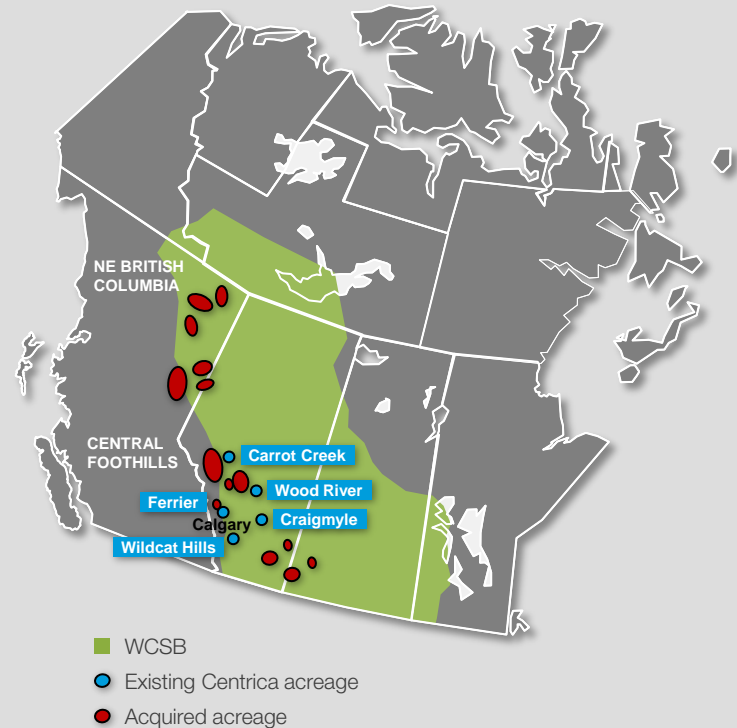 NE BRITISH
COLUMBIA
CENTRAL
FOOTHILLS
Carrot Creek
Wood River
Ferrier
Craigmyle
Calgary
Wildcat Hills
WCSB
Existing Centrica acreage
Acquired acreage